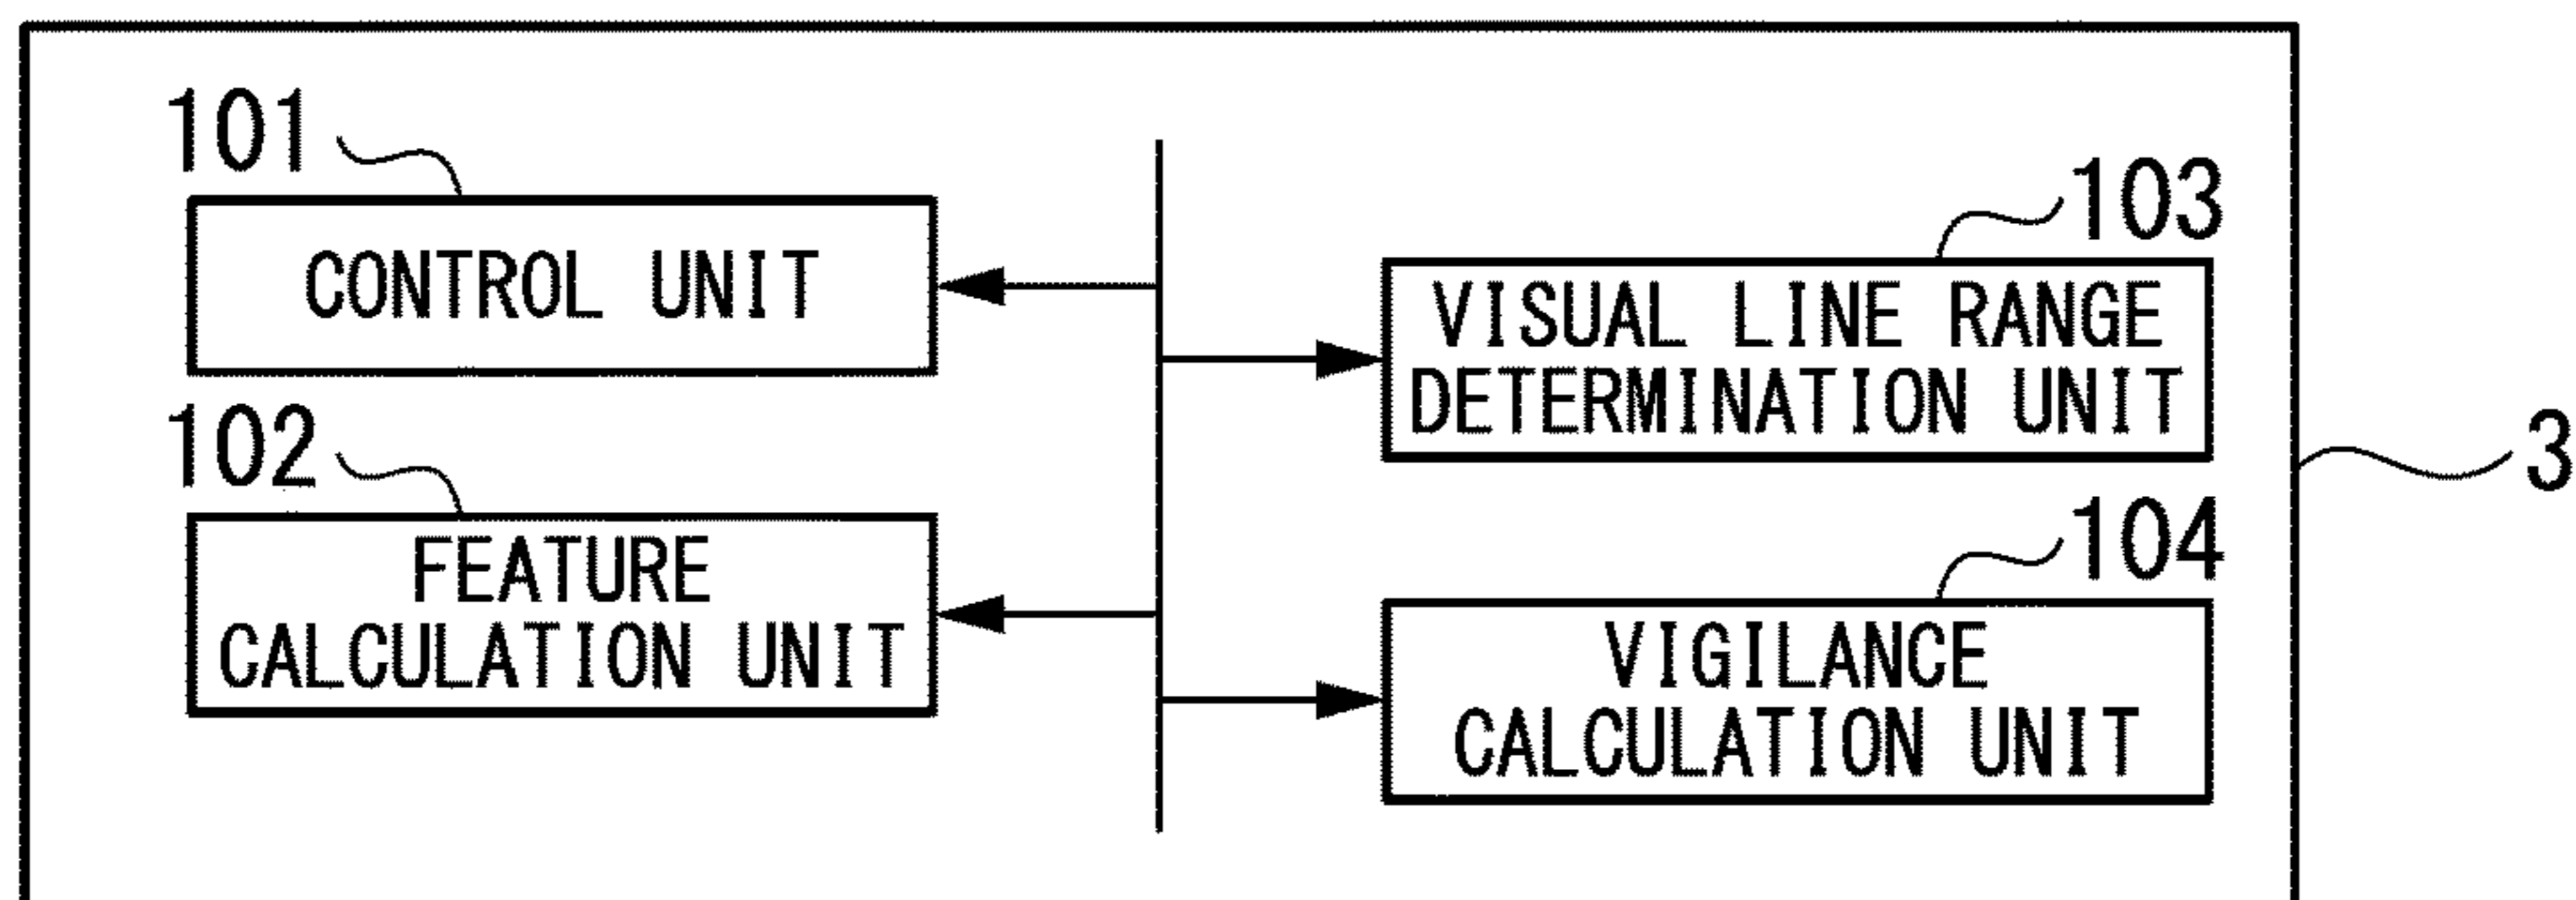 101
CONTROL UNIT
102
FEATURE
CALCULATION UNIT
103
VISUAL LINE RANGE
DETERMINATION UNIT
104
VIGILANCE
CALCULATION UNIT
3